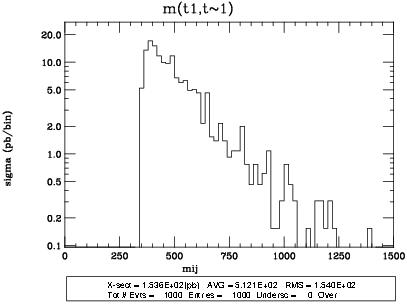 m(t1,t~1)
sigma (pb/bin)
20.0
10.0
5.0
2.0
1.0
0.5
0.2
0.1
0 250 500 750 1000 1250 1500
mij
X-sect = 1.536E+02(pb) AVG = 5.121E+02 RMS = 1.540E+02
Tot # Evts = 1000 Entries = 1000 Undersc = 0 Over